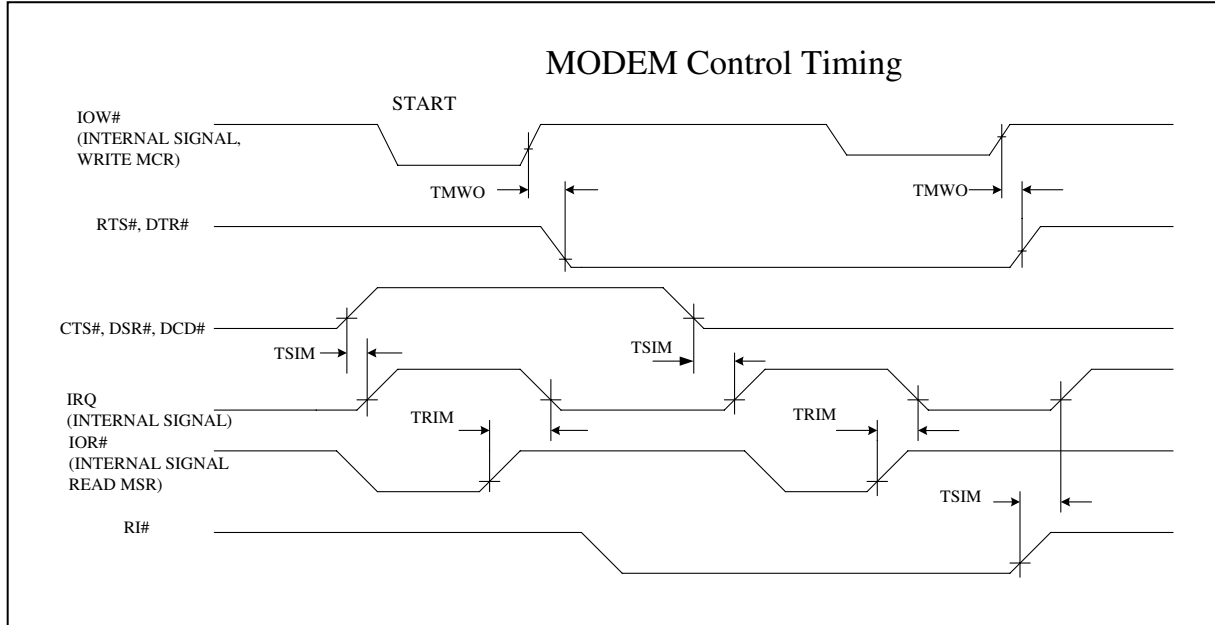 MODEM Control Timing
START
IOW#
(INTERNAL SIGNAL,
WRITE MCR)
TMWO
TMWO
RTS#, DTR#
CTS#, DSR#, DCD#
TSIM
TSIM
IRQ
(INTERNAL SIGNAL)
TRIM
TRIM
IOR#
(INTERNAL SIGNAL
READ MSR)
TSIM
RI#